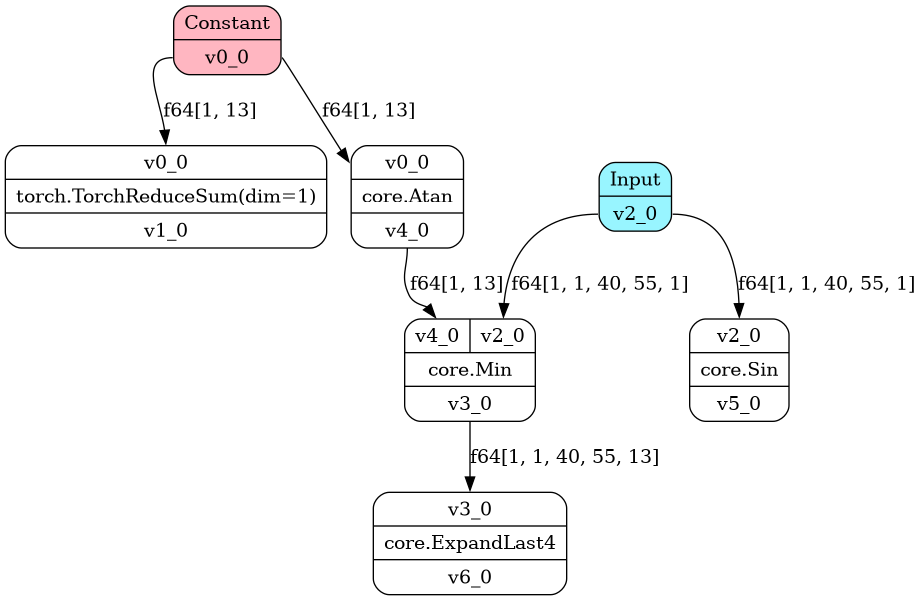 Constant
v0_0
f64[1, 13]
f64[1, 13]
v0_0
torch.TorchReduceSum(dim=1)
v1_0
v0_0
core.Atan
v4_0
Input
v2_0
f64[1, 13]
f64[1, 1, 40, 55, 1]
f64[1, 1, 40, 55, 1]
v4_0
v2_0
core.Min
v3_0
v2_0
core.Sin
v5_0
f64[1, 1, 40, 55, 13]
v3_0
core.ExpandLast4
v6_0